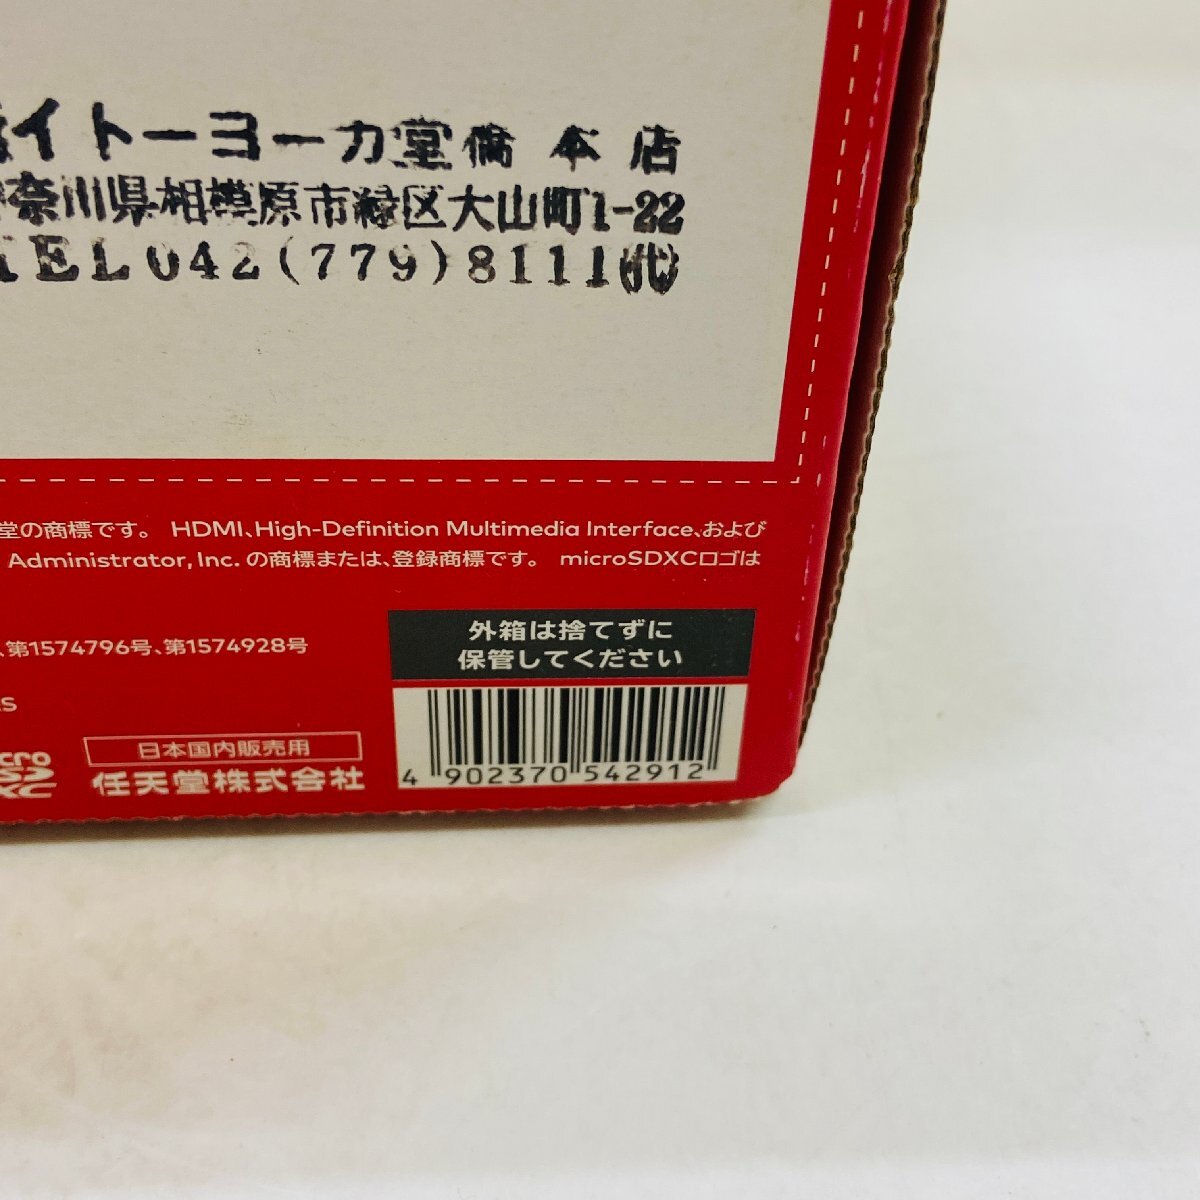 イトーヨーカ堂橋本店
奈川県相模原市緑区大山町1-22
TEL042(779)8111(代)
堂の商標です。 HDMI、High-Definition Multimedia Interface、および
Administrator, Inc. の商標または、登録商標です。 microSDXCロゴは
、第1574796号、第1574928号
外箱は捨てずに
保管してください
日本国内販売用
任天堂株式会社
4 902370 542912